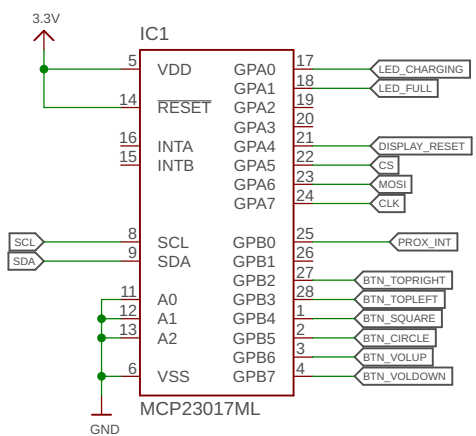 3.3V
IC1
5 VDD GPA0 17 LED_CHARGING
GPA1 18 LED_FULL
14 RESET GPA2 19
GPA3 20
16 INTA GPA4 21 DISPLAY_RESET
15 INTB GPA5 22 CS
GPA6 23 MOSI
GPA7 24 CLK
SCL 8 SCL GPB0 25 PROX_INT
SDA 9 SDA GPB1 26
GPB2 27 BTN_TOPRIGHT
11 A0 GPB3 28 BTN_TOPLEFT
12 A1 GPB4 1 BTN_SQUARE
13 A2 GPB5 2 BTN_CIRCLE
GPB6 3 BTN_VOLUP
6 VSS GPB7 4 BTN_VOLDOWN
MCP23017ML
GND